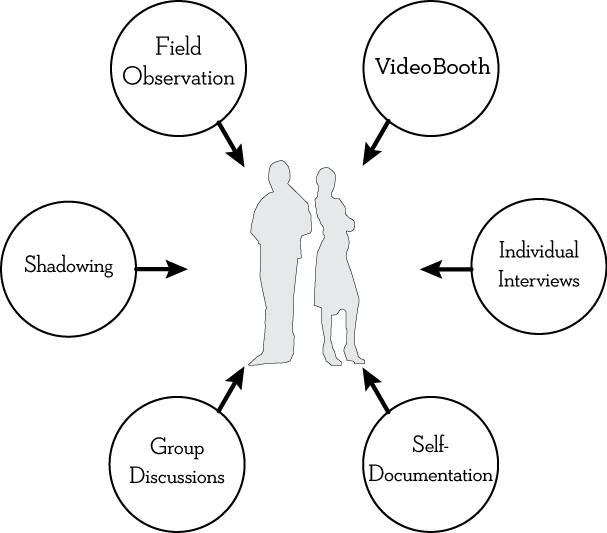 Field
Observation
VideoBooth
Shadowing
Individual
Interviews
Group
Discussions
Self-
Documentation